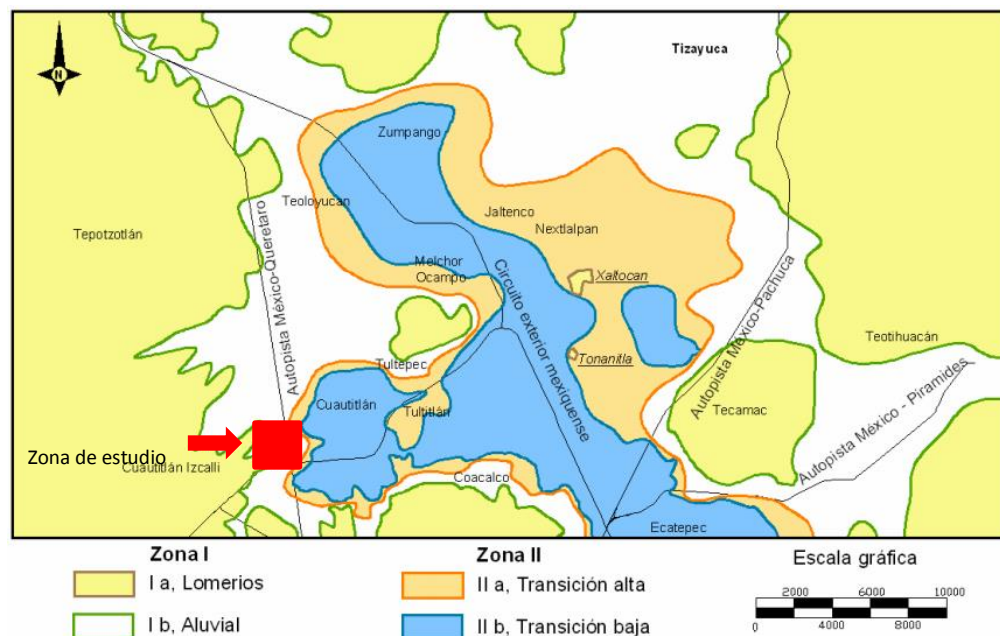 N
Tizayuca
Zumpango
Teoloyucan
Jaltenco
Nextlalpan
Tepotzotlán
Autopista México-Queretaro
Melchor
Ocampo
Circuito exterior mexiquense
Xaltocan
Autopista México-Pachuca
Teotihuacán
Tonanitla
Tultepec
Cuautitlán
Tultitlán
Tecamac
Autopista México - Piramides
Zona de estudio
Cuautitlán Izcalli
Coacalco
Ecatepec
Zona I
Zona II
Escala gráfica
I a, Lomerios
II a, Transición alta
2000 6000 10000
0 4000 8000
I b, Aluvial
II b, Transición baja